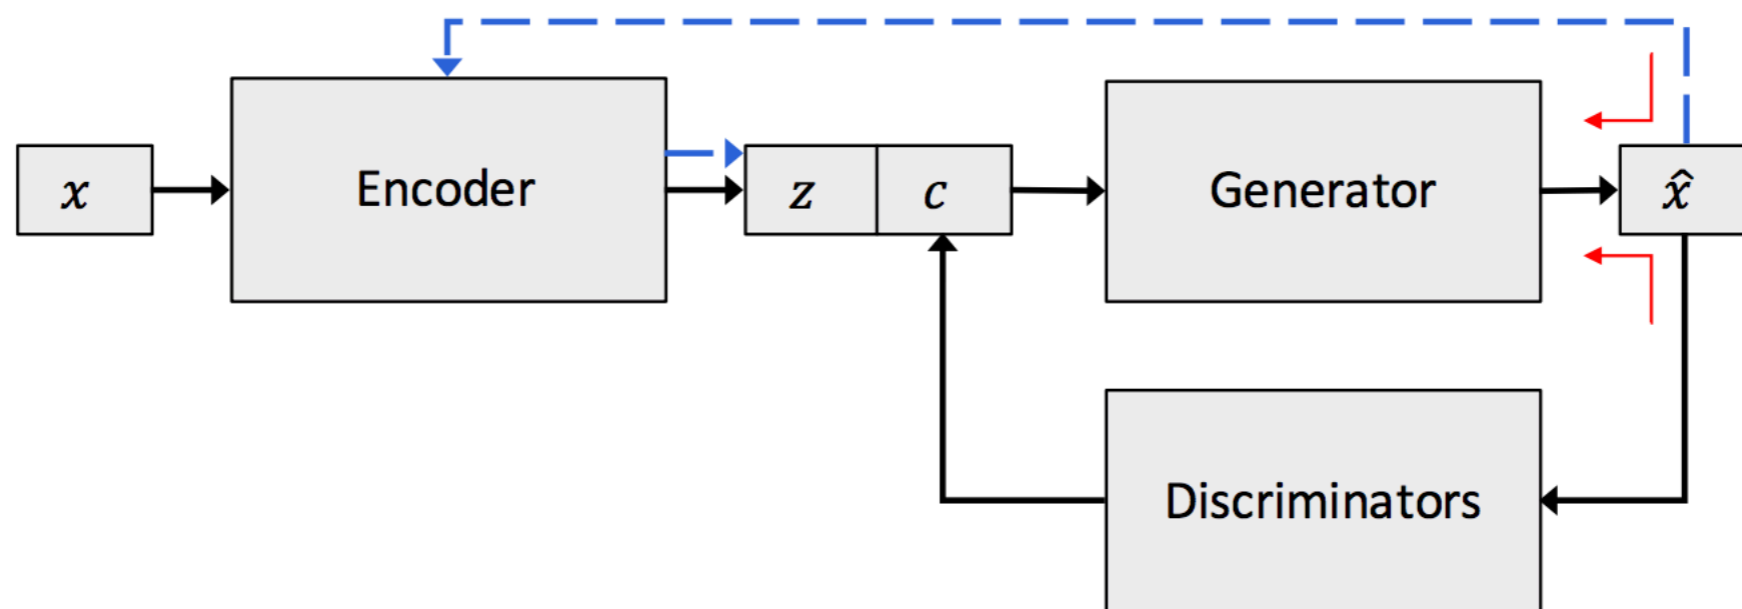 x
Encoder
z
c
Generator
x̂
Discriminators